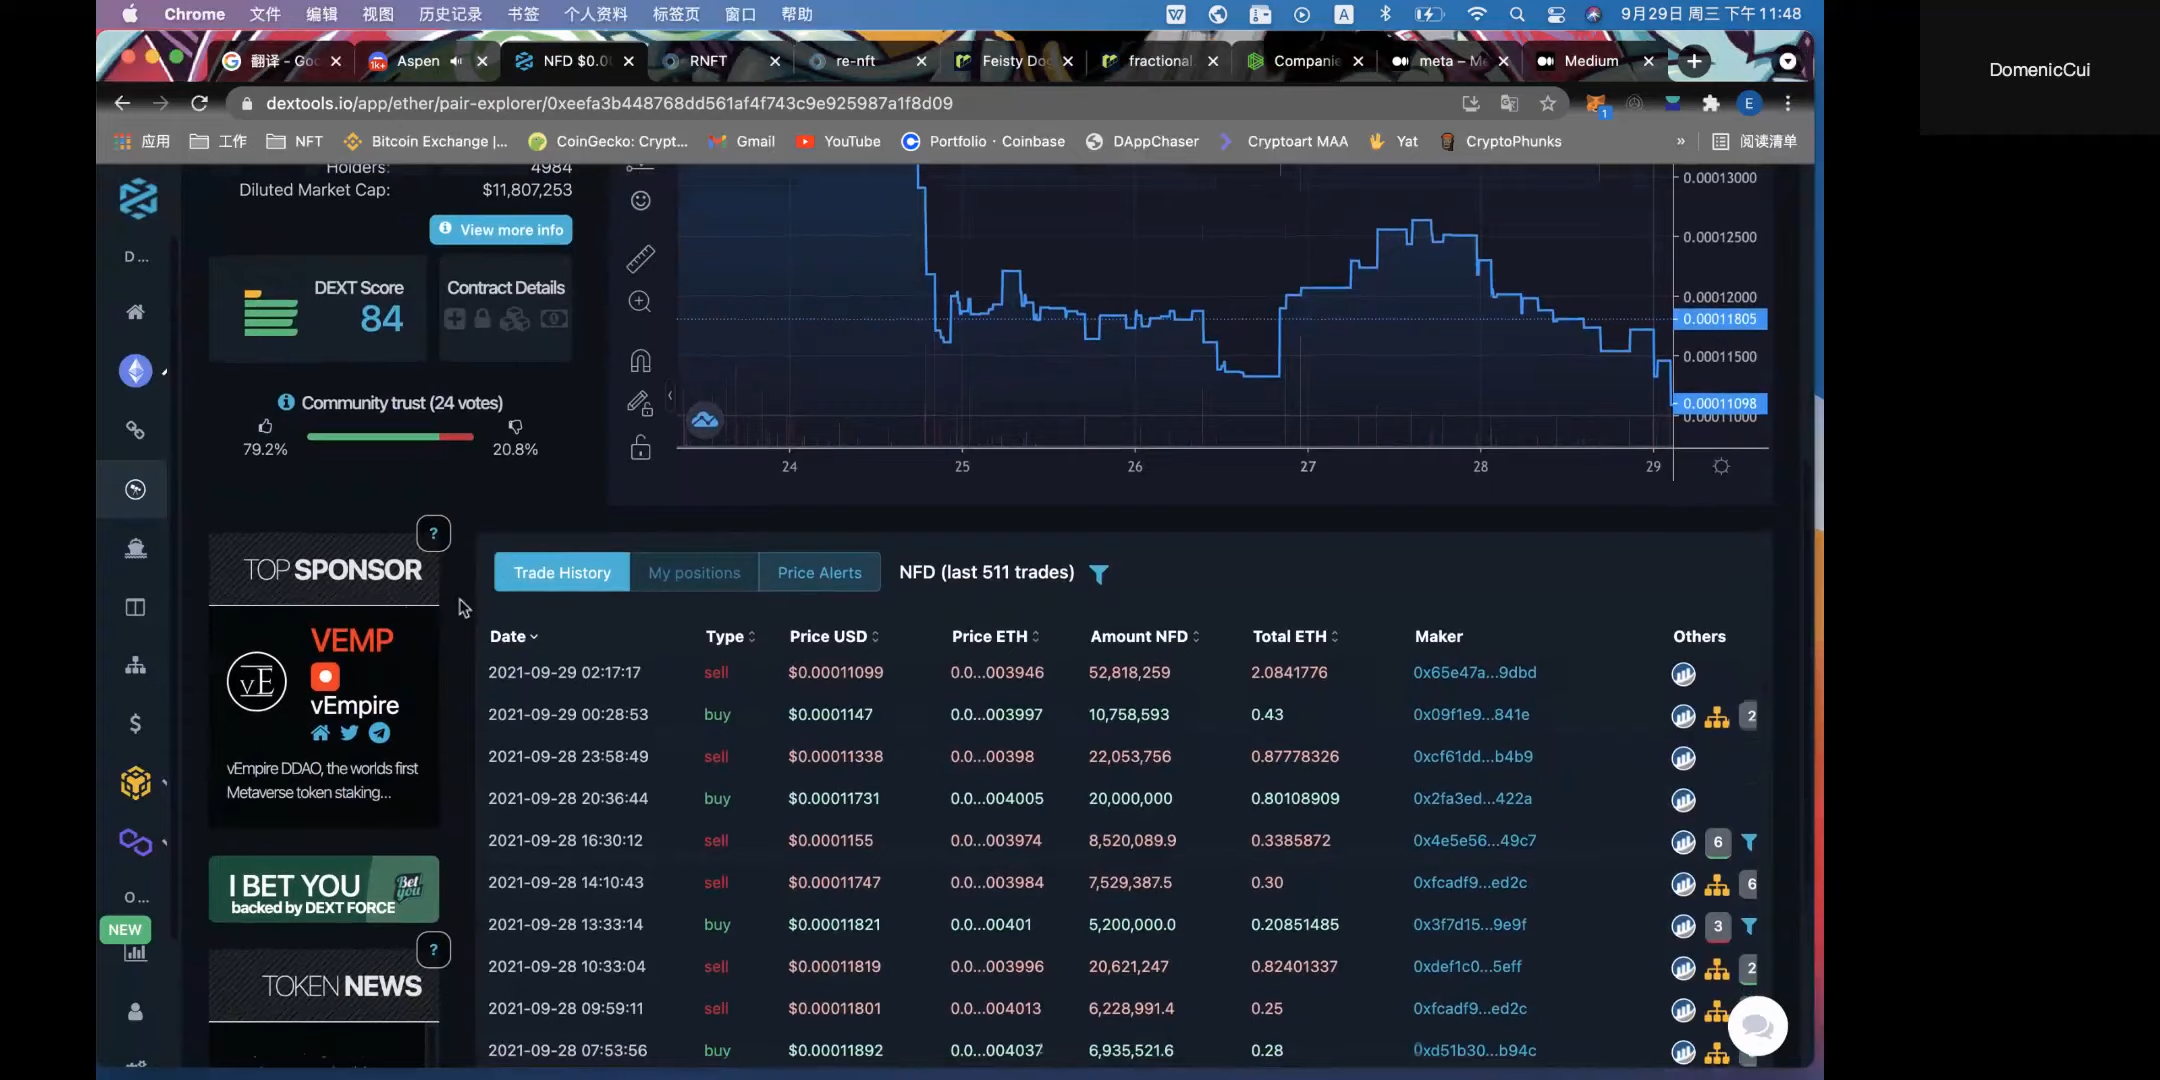 Chrome 文件 编辑 视图 历史记录 书签 个人资料 标签页 窗口 帮助 9月29日 周三 下午11:48
翻译 - Goo Aspen NFD $0.0 RNFT re-nft Feisty Do fractional Companie meta – M Medium
dextools.io/app/ether/pair-explorer/0xeefa3b448768dd561af4f743c9e925987a1f8d09
E
1
应用 工作 NFT Bitcoin Exchange |... CoinGecko: Crypt... Gmail YouTube Portfolio · Coinbase DAppChaser Cryptoart MAA Yat CryptoPhunks » 阅读清单
DomenicCui
Holders: 4984
Diluted Market Cap: $11,807,253
View more info
D ...
DEXT Score
84
Contract Details
Community trust (24 votes)
79.2% 20.8%
0.00013000
0.00012500
0.00012000
0.00011805
0.00011500
0.00011098
0.00011000
24 25 26 27 28 29
?
TOP SPONSOR
VEMP
vE
vEmpire
vEmpire DDAO, the worlds first
Metaverse token staking...
I BET YOU
backed by DEXT FORCE
Bet you
O ...
NEW
?
TOKEN NEWS
Trade History My positions Price Alerts NFD (last 511 trades)
Date Type Price USD Price ETH Amount NFD Total ETH Maker Others
2021-09-29 02:17:17 sell $0.00011099 0.0...003946 52,818,259 2.0841776 0x65e47a...9dbd
2021-09-29 00:28:53 buy $0.0001147 0.0...003997 10,758,593 0.43 0x09f1e9...841e 2
2021-09-28 23:58:49 sell $0.00011338 0.0...00398 22,053,756 0.87778326 0xcf61dd...b4b9
2021-09-28 20:36:44 buy $0.00011731 0.0...004005 20,000,000 0.80108909 0x2fa3ed...422a
2021-09-28 16:30:12 sell $0.0001155 0.0...003974 8,520,089.9 0.3385872 0x4e5e56...49c7 6
2021-09-28 14:10:43 sell $0.00011747 0.0...003984 7,529,387.5 0.30 0xfcadf9...ed2c 6
2021-09-28 13:33:14 buy $0.00011821 0.0...00401 5,200,000.0 0.20851485 0x3f7d15...9e9f 3
2021-09-28 10:33:04 sell $0.00011819 0.0...003996 20,621,247 0.82401337 0xdef1c0...5eff 2
2021-09-28 09:59:11 sell $0.00011801 0.0...004013 6,228,991.4 0.25 0xfcadf9...ed2c
2021-09-28 07:53:56 buy $0.00011892 0.0...004037 6,935,521.6 0.28 0xd51b30...b94c